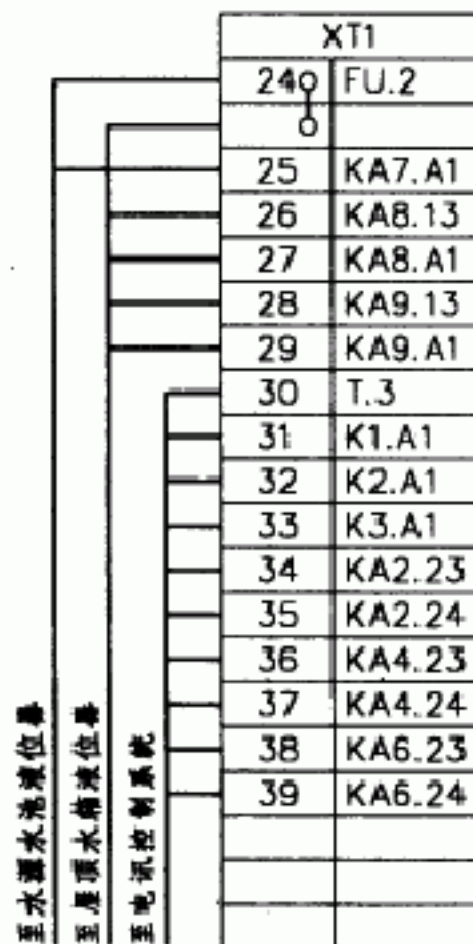 XT1
24 FU.2
25 KA7.A1
26 KA8.13
27 KA8.A1
28 KA9.13
29 KA9.A1
30 T.3
31 K1.A1
32 K2.A1
33 K3.A1
34 KA2.23
35 KA2.24
36 KA4.23
37 KA4.24
38 KA6.23
39 KA6.24
至水源水池液位器
至屋顶水箱液位器
至电讯控制系统